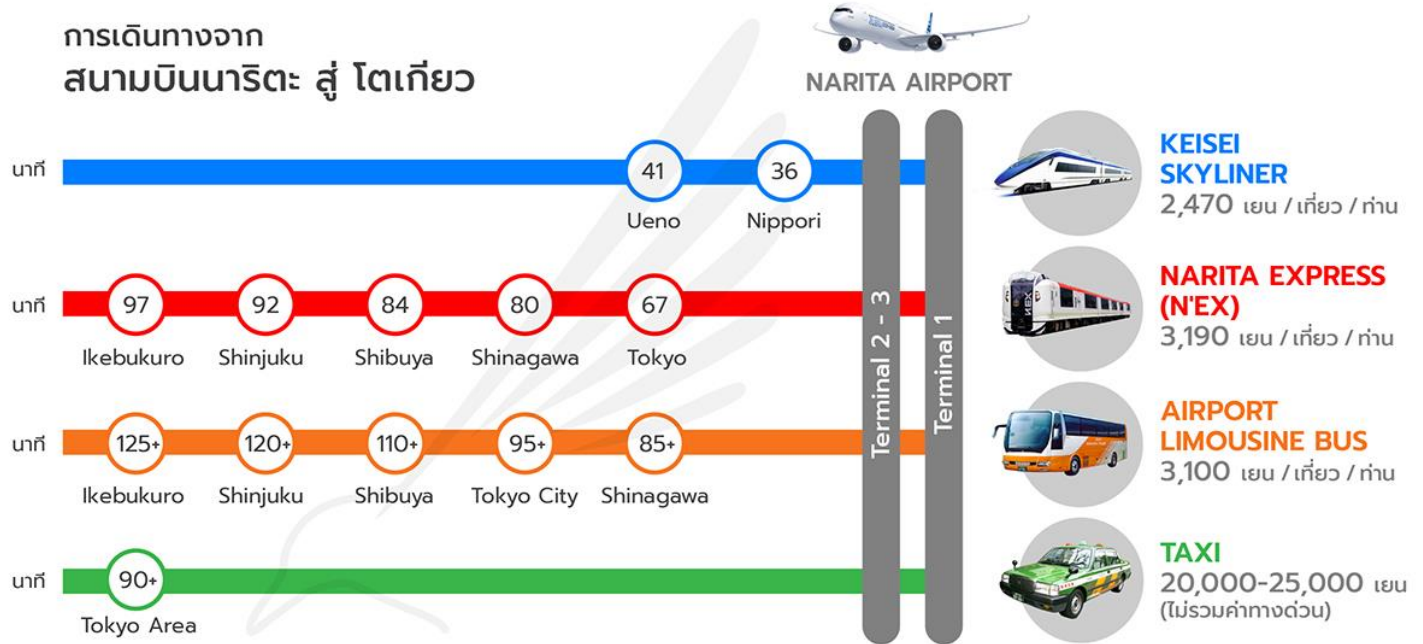 การเดินทางจาก
สนามบินนาริตะ สู่ โตเกียว
NARITA AIRPORT
นาที
41
36
Ueno
Nippori
KEISEI
SKYLINER
2,470 เยน / เที่ยว / ท่าน
นาที
97
92
84
80
67
Ikebukuro
Shinjuku
Shibuya
Shinagawa
Tokyo
NARITA EXPRESS
(N'EX)
3,190 เยน / เที่ยว / ท่าน
Terminal 2 - 3
Terminal 1
นาที
125+
120+
110+
95+
85+
Ikebukuro
Shinjuku
Shibuya
Tokyo City
Shinagawa
AIRPORT
LIMOUSINE BUS
3,100 เยน / เที่ยว / ท่าน
นาที
90+
Tokyo Area
TAXI
20,000-25,000 เยน
(ไม่รวมค่าทางด่วน)